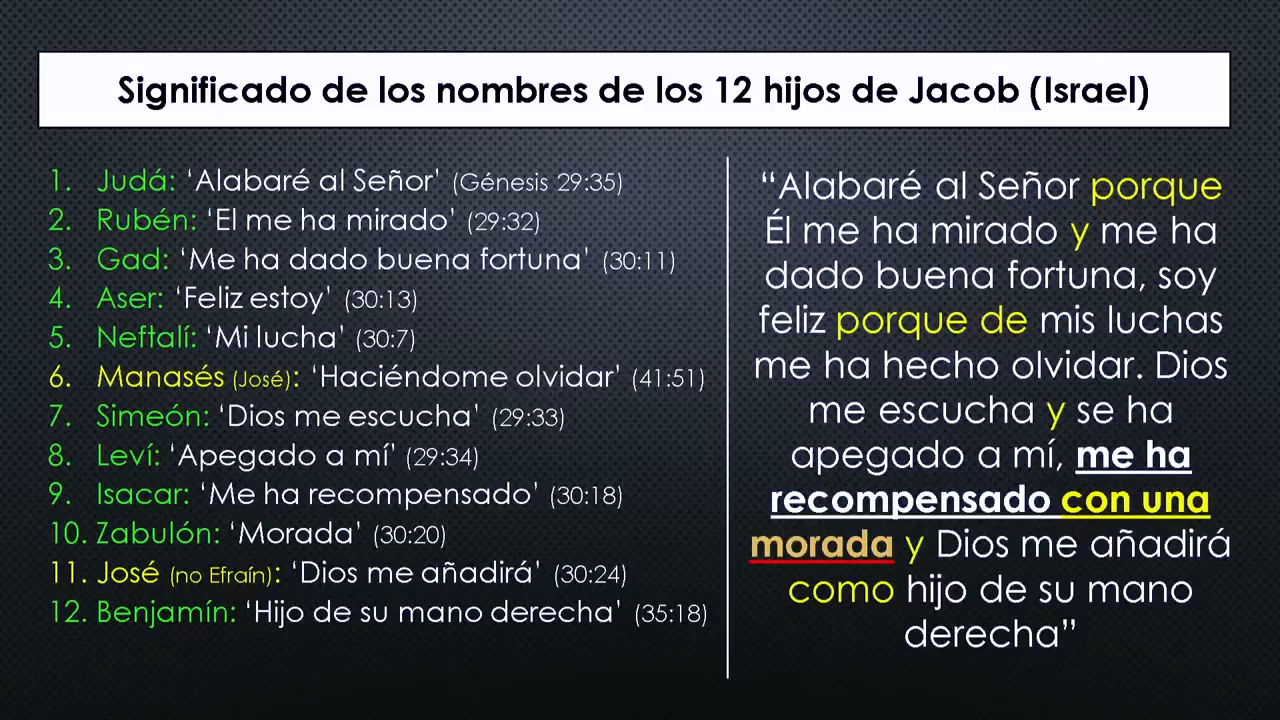 Significado de los nombres de los 12 hijos de Jacob (Israel)
1. Judá: ‘Alabaré al Señor’ (Génesis 29:35)
2. Rubén: ‘El me ha mirado’ (29:32)
3. Gad: ‘Me ha dado buena fortuna’ (30:11)
4. Aser: ‘Feliz estoy’ (30:13)
5. Neftalí: ‘Mi lucha’ (30:7)
6. Manasés (José): ‘Haciéndome olvidar’ (41:51)
7. Simeón: ‘Dios me escucha’ (29:33)
8. Leví: ‘Apegado a mí’ (29:34)
9. Isacar: ‘Me ha recompensado’ (30:18)
10. Zabulón: ‘Morada’ (30:20)
11. José (no Efraín): ‘Dios me añadirá’ (30:24)
12. Benjamín: ‘Hijo de su mano derecha’ (35:18)
“Alabaré al Señor porque
Él me ha mirado y me ha
dado buena fortuna, soy
feliz porque de mis luchas
me ha hecho olvidar. Dios
me escucha y se ha
apegado a mí, me ha
recompensado con una
morada y Dios me añadirá
como hijo de su mano
derecha”